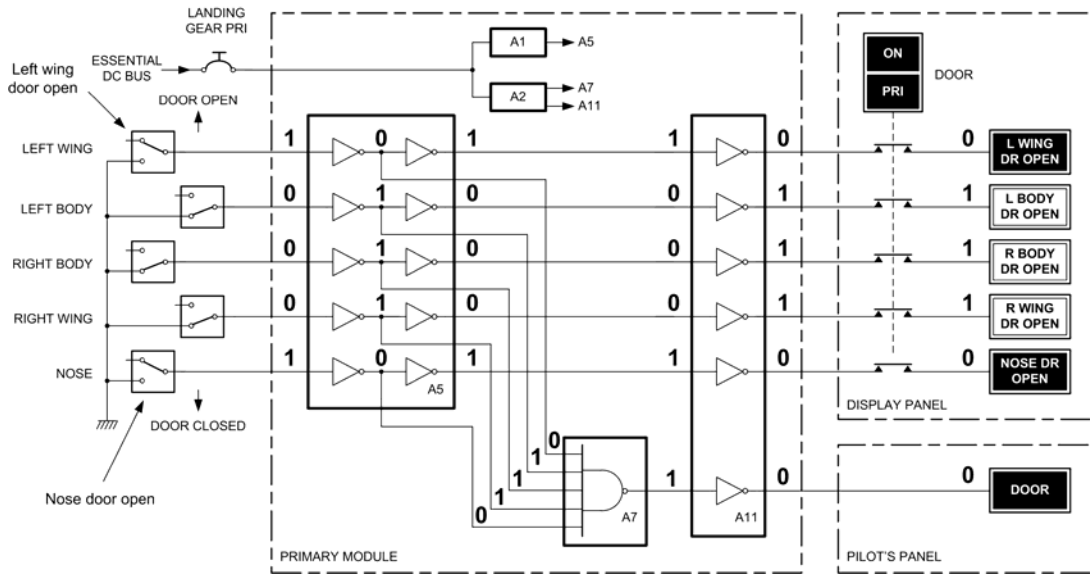 LANDING
GEAR PRI
ESSENTIAL
DC BUS
A1
A5
A2
A7
A11
Left wing
door open
DOOR OPEN
ON
PRI
DOOR
LEFT WING
1
0
1
1
0
0
L WING
DR OPEN
LEFT BODY
0
1
0
0
1
1
L BODY
DR OPEN
RIGHT BODY
0
1
0
0
1
1
R BODY
DR OPEN
RIGHT WING
0
1
0
0
1
1
R WING
DR OPEN
NOSE
1
0
1
1
0
0
NOSE DR
OPEN
A5
DOOR CLOSED
DISPLAY PANEL
Nose door open
0
1
1
1
0
A7
1
A11
0
0
DOOR
PRIMARY MODULE
PILOT'S PANEL